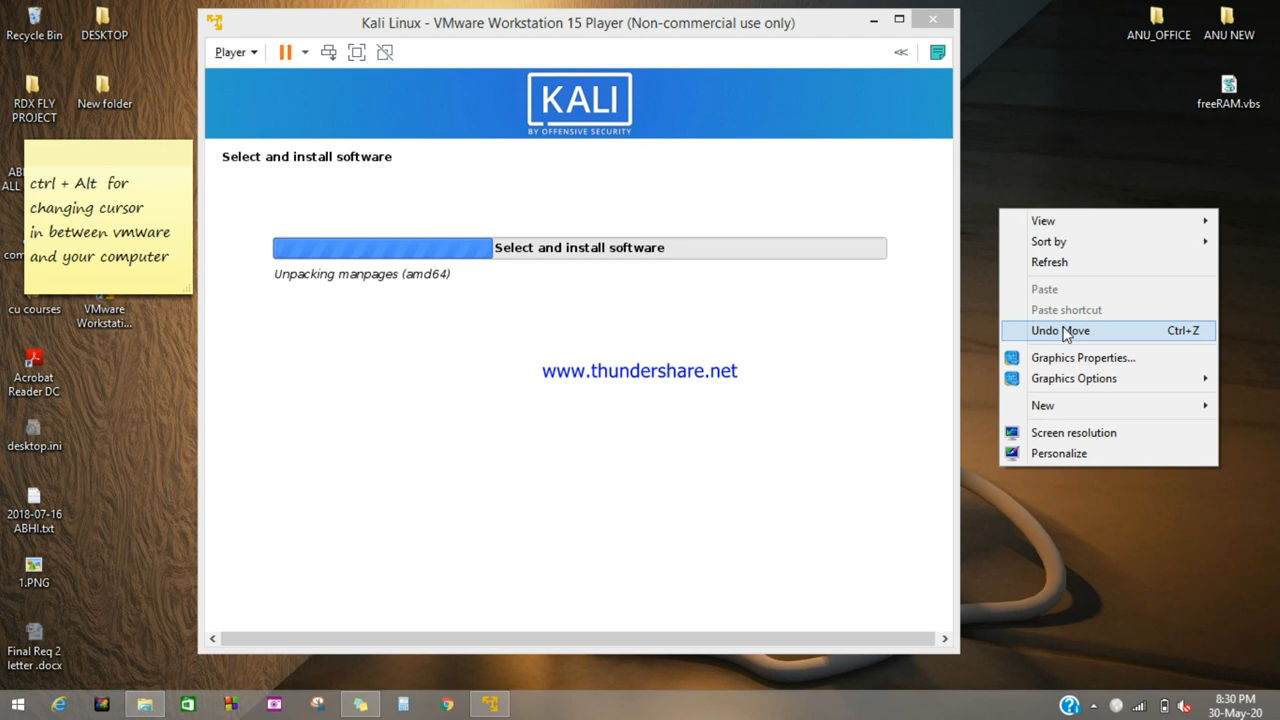 Recycle Bin
DESKTOP
RDX FLY
PROJECT
New folder
ctrl + Alt for
changing cursor
in between vmware
and your computer
cu courses
VMware
Workstati...
Acrobat
Reader DC
desktop.ini
2018-07-16
ABHI.txt
1.PNG
Final Req 2
letter .docx
Kali Linux - VMware Workstation 15 Player (Non-commercial use only)
Player
KALI
BY OFFENSIVE SECURITY
Select and install software
Select and install software
Unpacking manpages (amd64)
www.thundershare.net
ANU_OFFICE
ANU NEW
freeRAM.vbs
View
Sort by
Refresh
Paste
Paste shortcut
Undo Move Ctrl+Z
Graphics Properties...
Graphics Options
New
Screen resolution
Personalize
8:30 PM
30-May-20